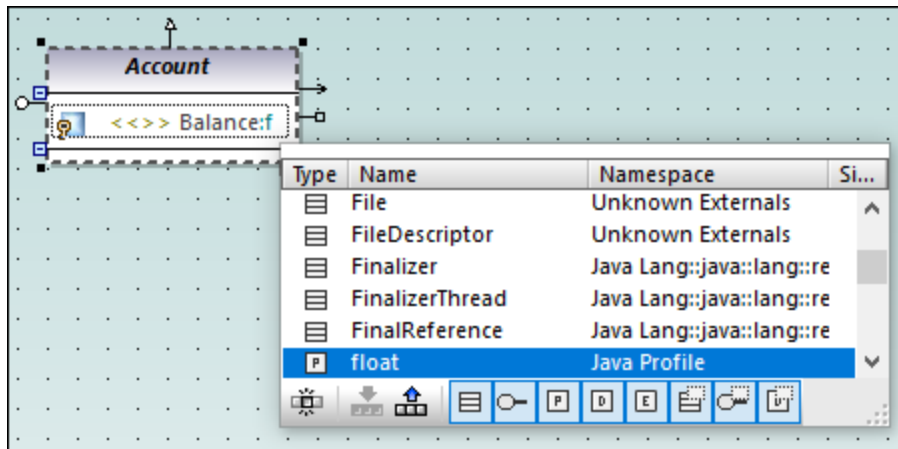 Account
<<>> Balance:f
Type Name Namespace Si...
File Unknown Externals
FileDescriptor Unknown Externals
Finalizer Java Lang::java::lang::re
FinalizerThread Java Lang::java::lang::re
FinalReference Java Lang::java::lang::re
P float Java Profile
P D E